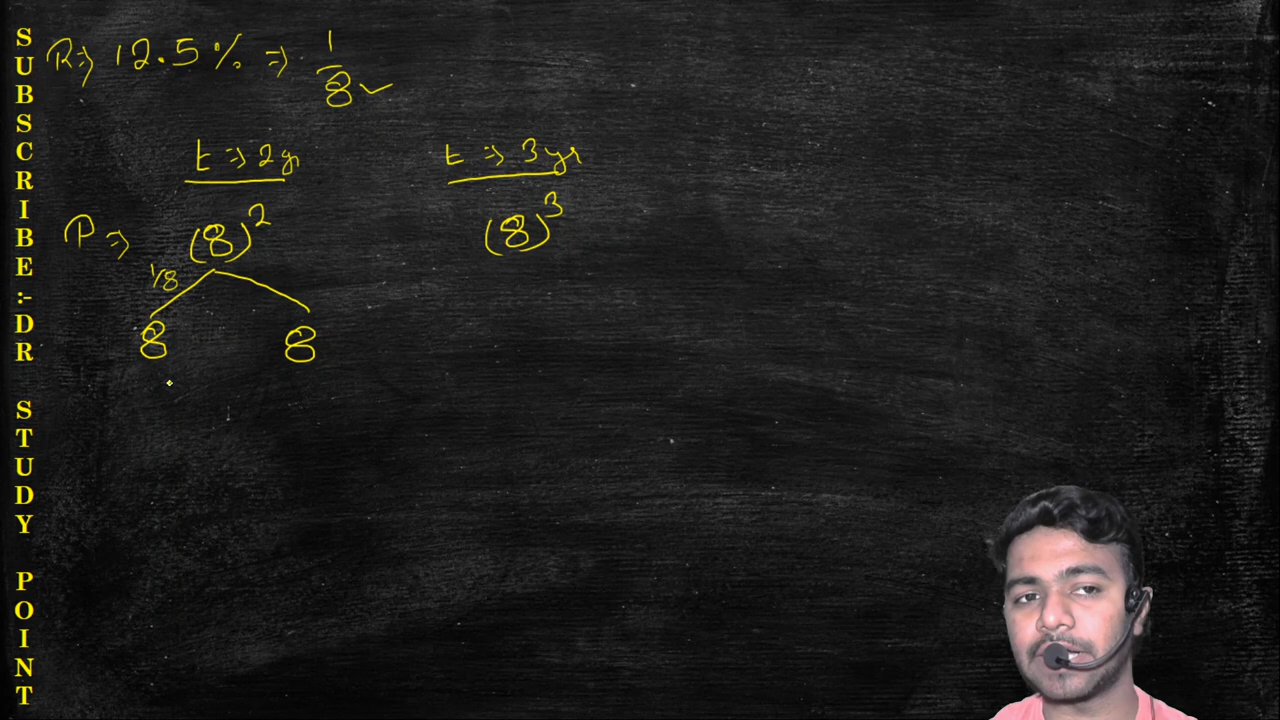 SUBSCRIBE:-DR STUDY POINT
R⇒ 12.5% ⇒ 1/8 ✓
t ⇒ 2yr
t ⇒ 3yr
P ⇒ (8)²
(8)³
1/8
8 8